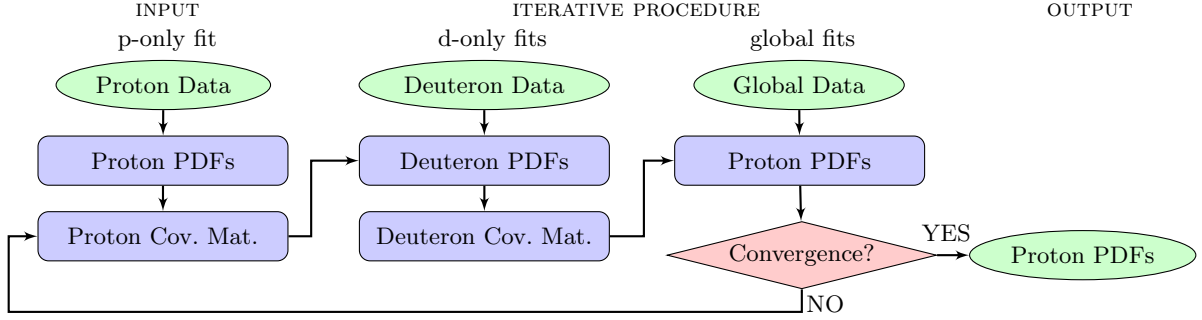 INPUT
ITERATIVE PROCEDURE
OUTPUT
p-only fit
d-only fits
global fits
Proton Data
Deuteron Data
Global Data
Proton PDFs
Deuteron PDFs
Proton PDFs
Proton Cov. Mat.
Deuteron Cov. Mat.
Convergence?
YES
Proton PDFs
NO